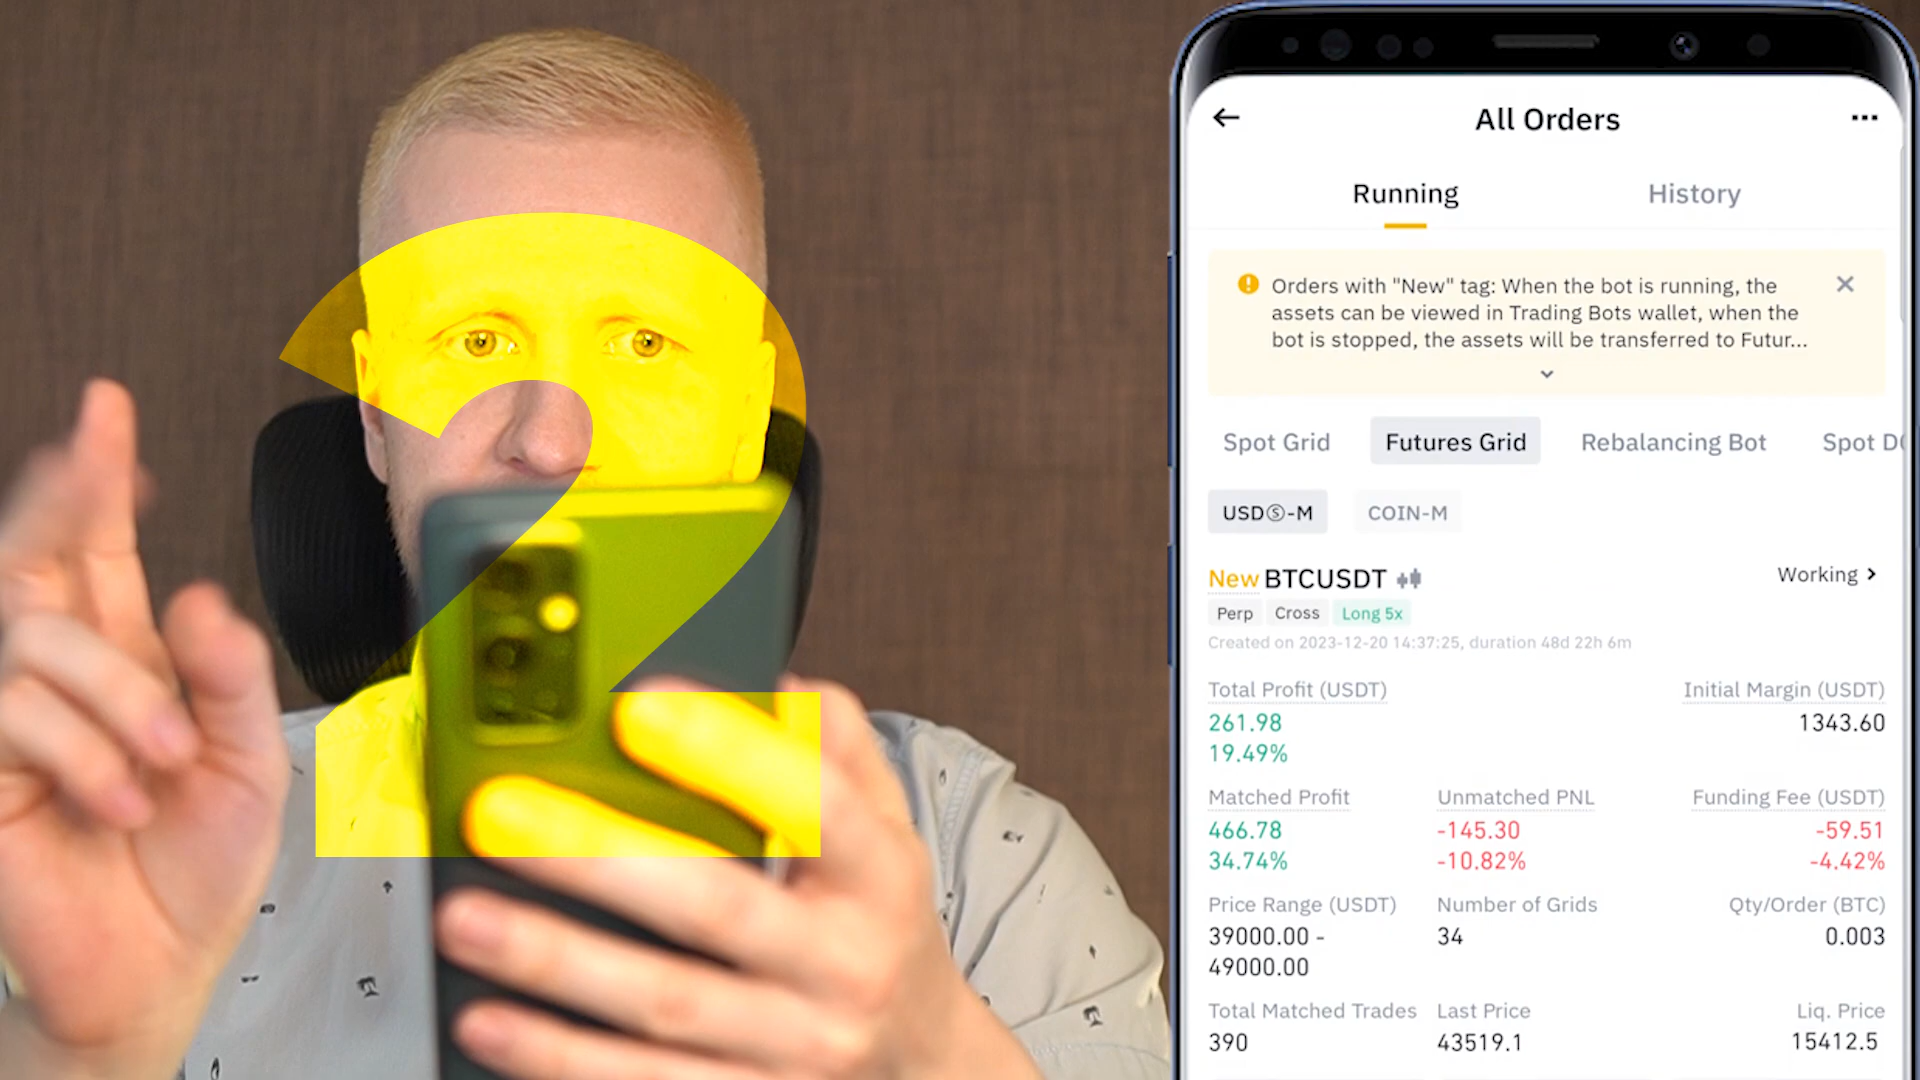 2
All Orders
Running
History
Orders with "New" tag: When the bot is running, the
assets can be viewed in Trading Bots wallet, when the
bot is stopped, the assets will be transferred to Futur...
Spot Grid
Futures Grid
Rebalancing Bot
Spot
USDⓈ-M
COIN-M
New BTCUSDT
Working
Perp
Cross
Long 5x
Created on 2023-12-20 14:37:25, duration 48d 22h 6m
Total Profit (USDT)
Initial Margin (USDT)
261.98
1343.60
19.49%
Matched Profit
Unmatched PNL
Funding Fee (USDT)
466.78
-145.30
-59.51
34.74%
-10.82%
-4.42%
Price Range (USDT)
Number of Grids
Qty/Order (BTC)
39000.00 -
34
0.003
49000.00
Total Matched Trades
Last Price
Liq. Price
390
43519.1
15412.5